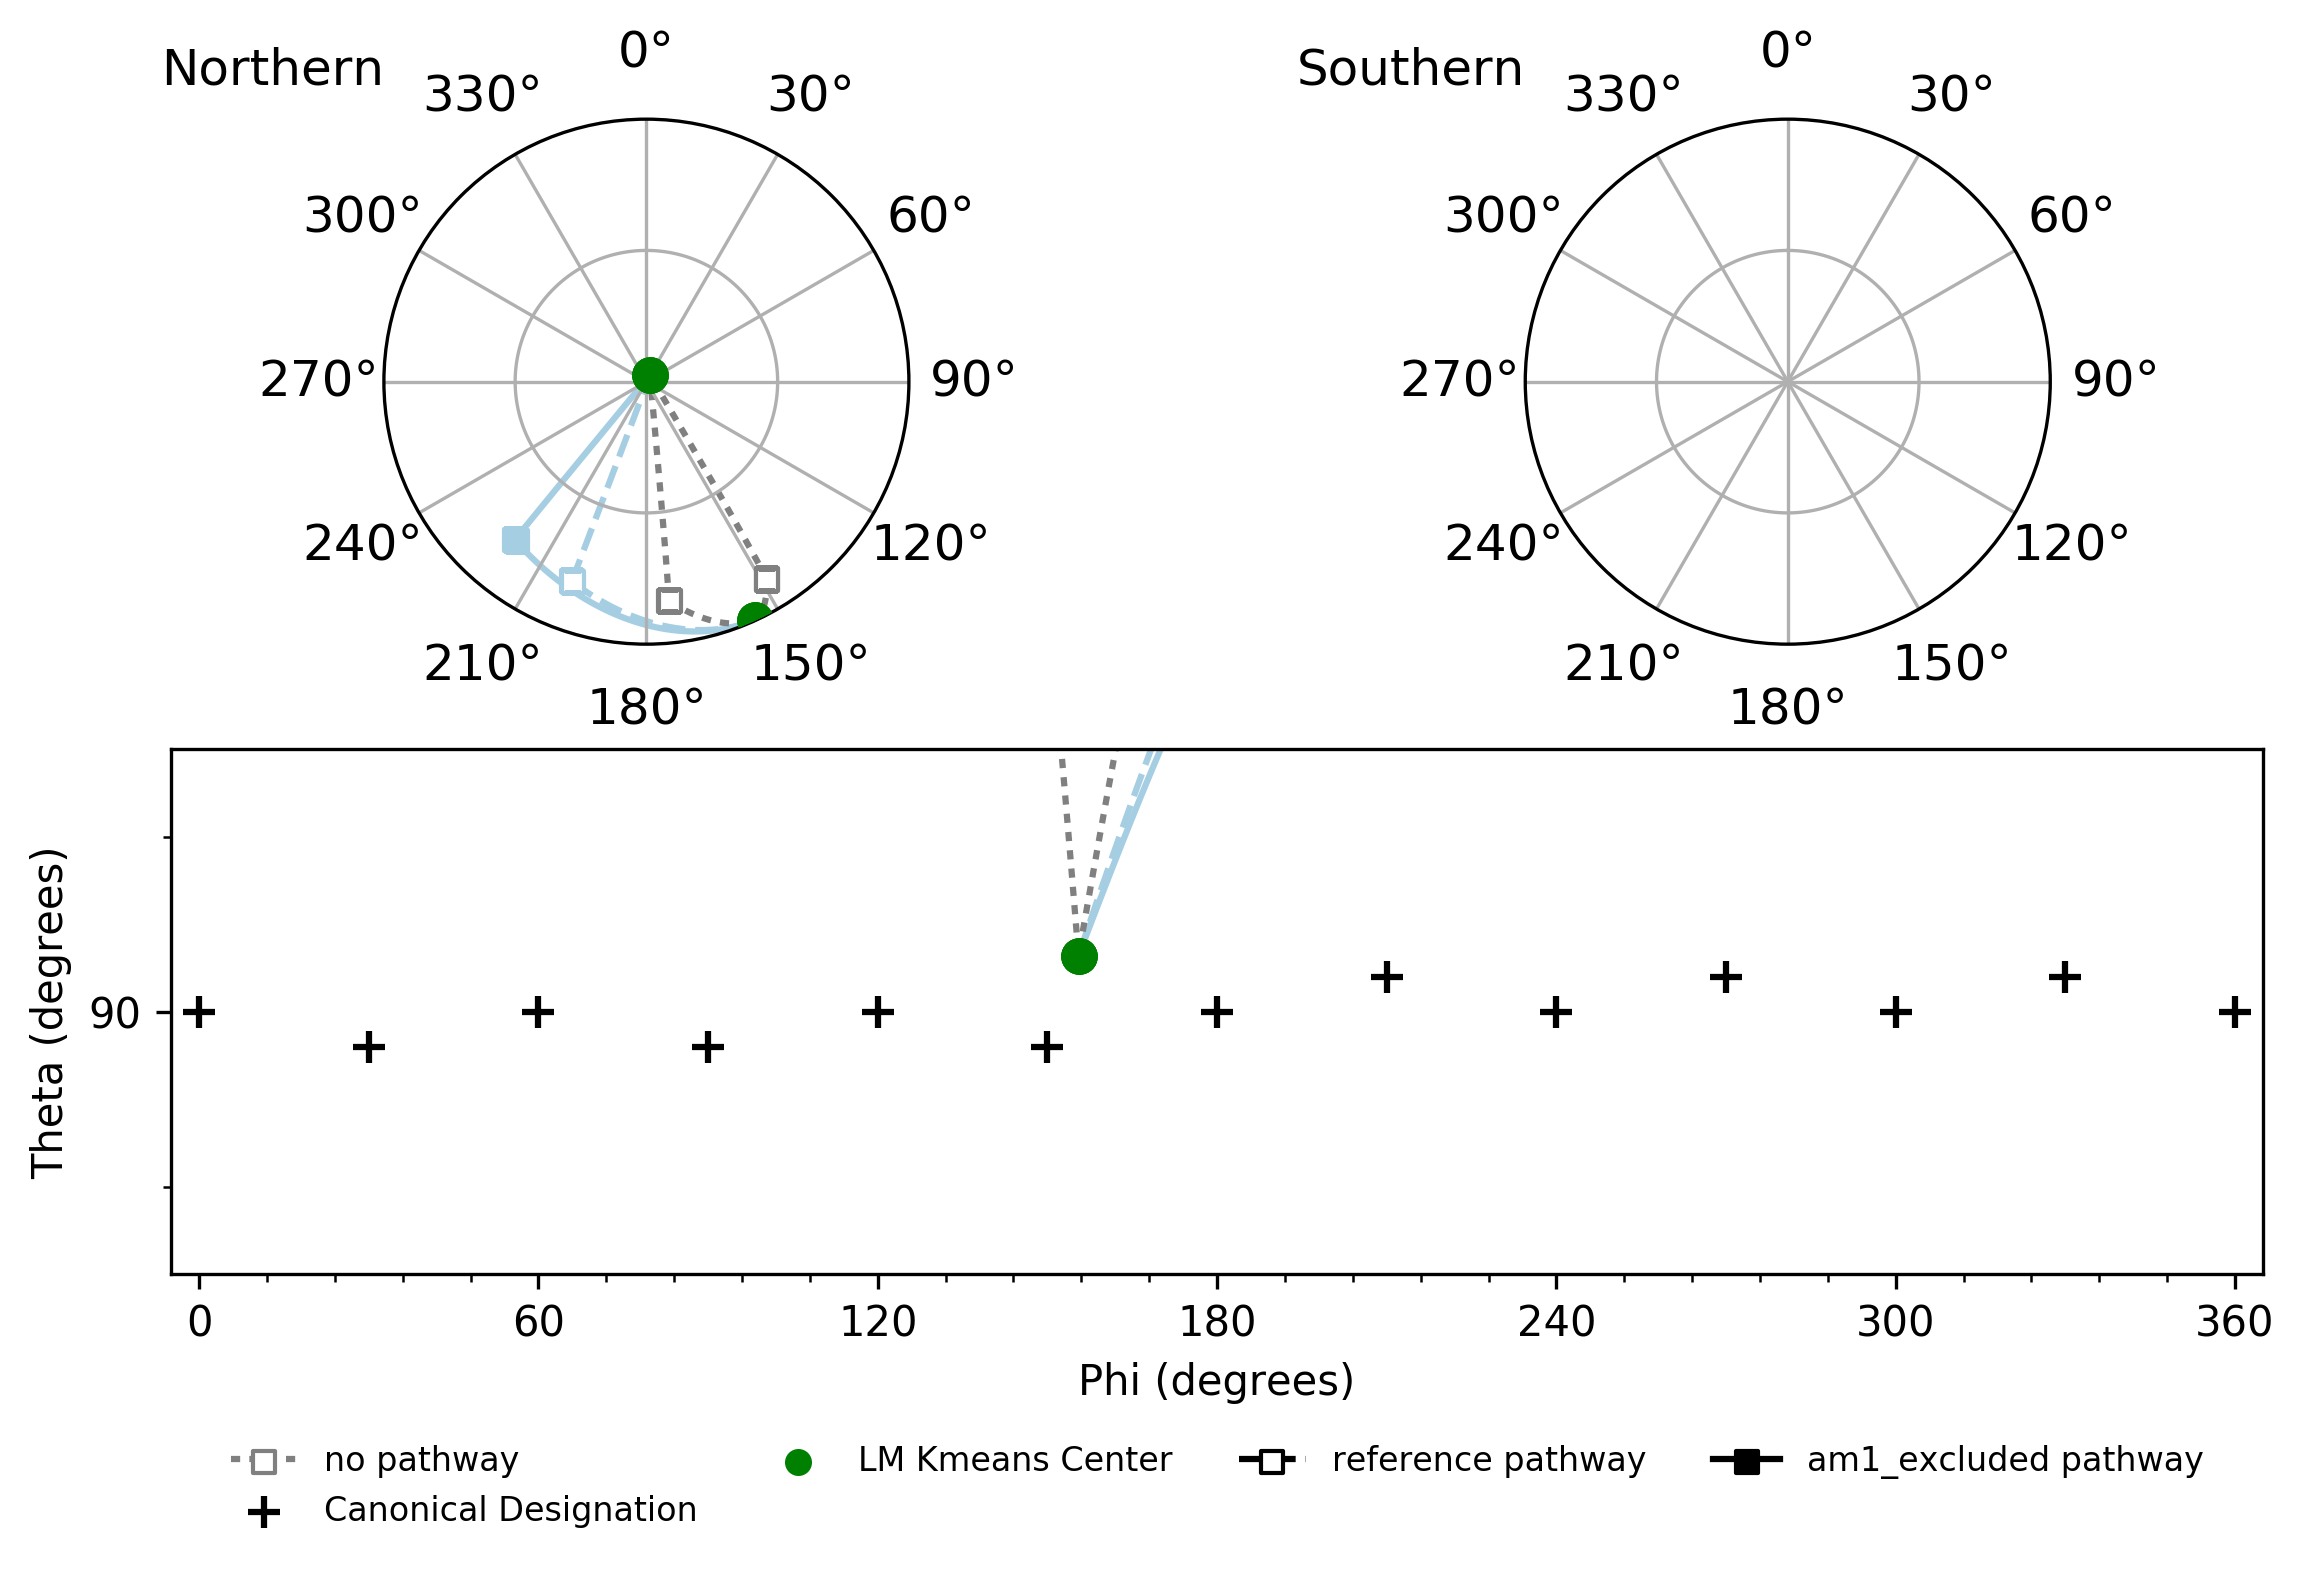 Northern
0°
330°
30°
300°
60°
270°
90°
240°
120°
210°
150°
180°
Southern
0°
330°
30°
300°
60°
270°
90°
240°
120°
210°
150°
180°
Theta (degrees)
90
0 60 120 180 240 300 360
Phi (degrees)
no pathway
LM Kmeans Center
reference pathway
am1_excluded pathway
Canonical Designation